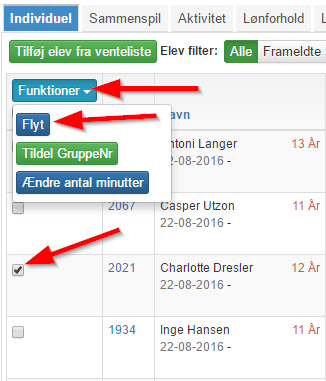 Individuel Sammenspil Aktivitet Lønforhold
Tilføj elev fra venteliste Elev filter: Alle Frameldte
Funktioner
Navn
Flyt
Antoni Langer 13 År
22-08-2016 -
Tildel GruppeNr
Ændre antal minutter
2067 Casper Utzon 11 År
22-08-2016 -
2021 Charlotte Dresler 12 År
22-08-2016 -
1934 Inge Hansen 11 År
22-08-2016 -